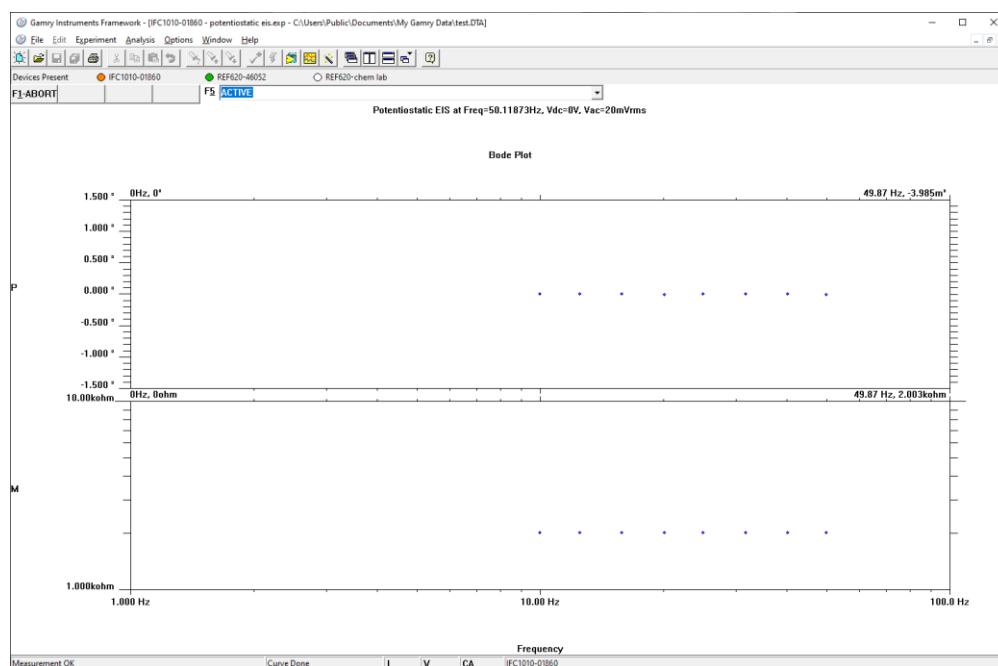 Gamry Instruments Framework - [IFC1010-01860 - potentiostatic eis.exp - C:\Users\Public\Documents\My Gamry Data\test.DTA]
File Edit Experiment Analysis Options Window Help
Devices Present IFC1010-01860 REF620-46052 REF620-chem lab
F1-ABORT F5 ACTIVE
Potentiostatic EIS at Freq=50.11873Hz, Vdc=0V, Vac=20mVrms
Bode Plot
0Hz, 0° 49.87 Hz, -3.985m°
1.500 °
1.000 °
0.500 °
P
0.000 °
-0.500 °
-1.000 °
-1.500 °
10.00kohm 0Hz, 0ohm 49.87 Hz, 2.003kohm
M
1.000kohm
1.000 Hz 10.00 Hz 100.0 Hz
Frequency
Measurement OK Curve Done I V CA IFC1010-01860